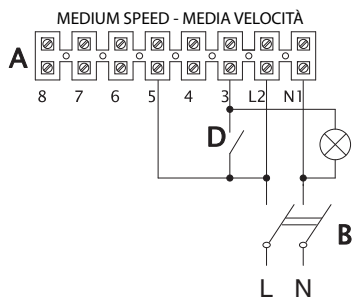 MEDIUM SPEED - MEDIA VELOCITÀ
A
8 7 6 5 4 3 L2 N1
D
B
L N